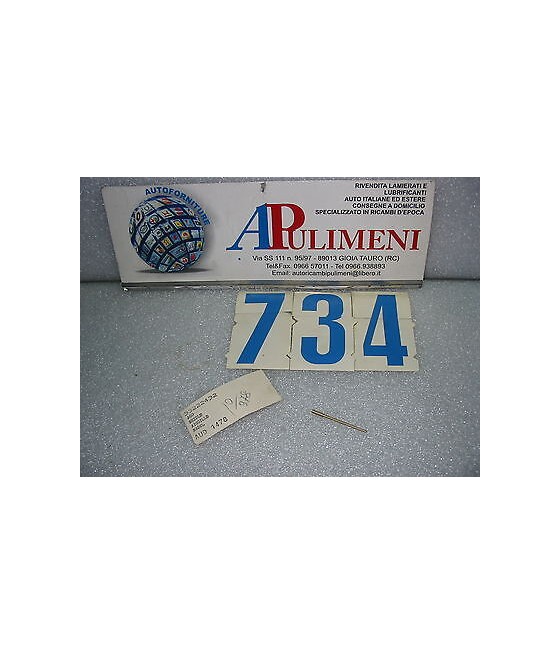 AUTOFORNITURE
APULIMENI
RIVENDITA LAMIERATI E
LUBRIFICANTI
AUTO ITALIANE ED ESTERE
CONSEGNE A DOMICILIO
SPECIALIZZATO IN RICAMBI D'EPOCA
Via SS 111 n. 95/97 - 89013 GIOIA TAURO (RC)
Tel&Fax. 0966 57011 - Tel 0966.938893
Email: autoricambipulimeni@libero.it
734
AUD 1478